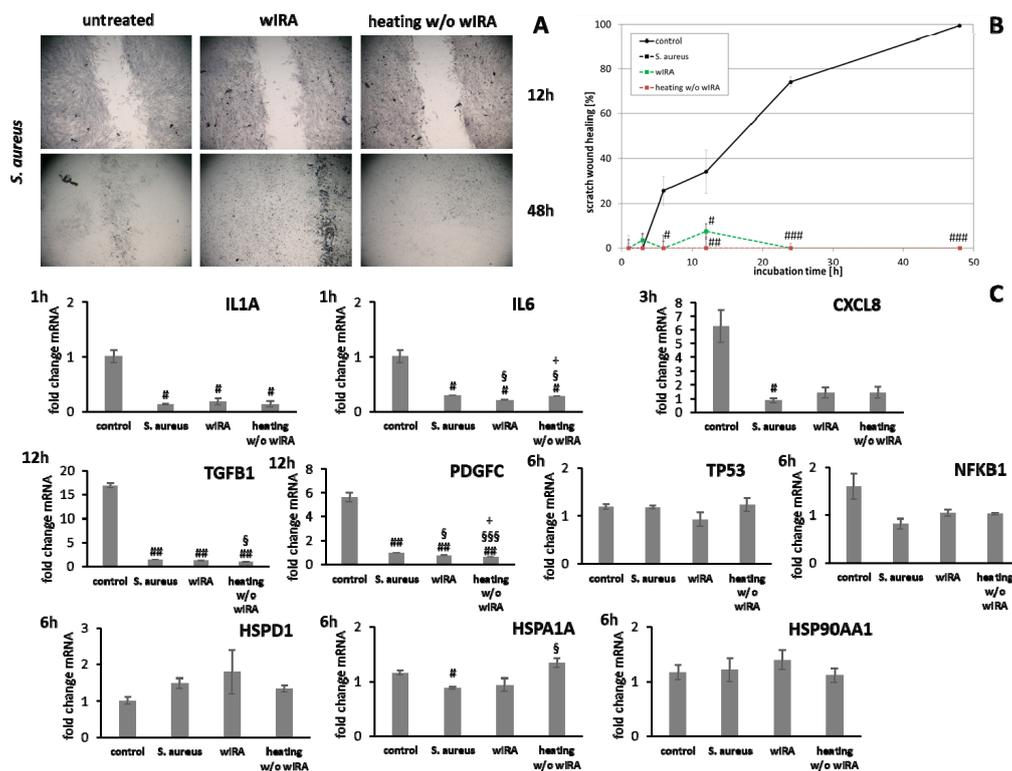 untreated wIRA heating w/o wIRA A
S. aureus
12h
48h
B
scratch wound healing [%]
100
80
60
40
20
0
control
S. aureus
wIRA
heating w/o wIRA
# # ## ### ###
0 10 20 30 40 50
incubation time [h]
C
1h
IL1A
fold change mRNA
2
1
0
# # #
control S. aureus wIRA heating
w/o wIRA
1h
IL6
fold change mRNA
2
1
0
+
§ §
# # #
control S. aureus wIRA heating
w/o wIRA
3h
CXCL8
fold change mRNA
8
7
6
5
4
3
2
1
0
#
control S. aureus wIRA heating
w/o wIRA
12h
TGFB1
fold change mRNA
20
15
10
5
0
§
## ## ##
control S. aureus wIRA heating
w/o
wIRA
12h
PDGFC
fold change mRNA
8
6
4
2
0
+
§ §§§
## ## ##
control S. aureus wIRA heating
w/o
wIRA
6h
TP53
fold change mRNA
2
1
0
control S. aureus wIRA heating
w/o
wIRA
6h
NFKB1
fold change mRNA
2
1
0
control S. aureus wIRA heating
w/o
wIRA
6h
HSPD1
fold change mRNA
3
2
1
0
control S. aureus wIRA heating
w/o wIRA
6h
HSPA1A
fold change mRNA
2
1
0
# §
control S. aureus wIRA heating
w/o wIRA
6h
HSP90AA1
fold change mRNA
2
1
0
control S. aureus wIRA heating
w/o wIRA